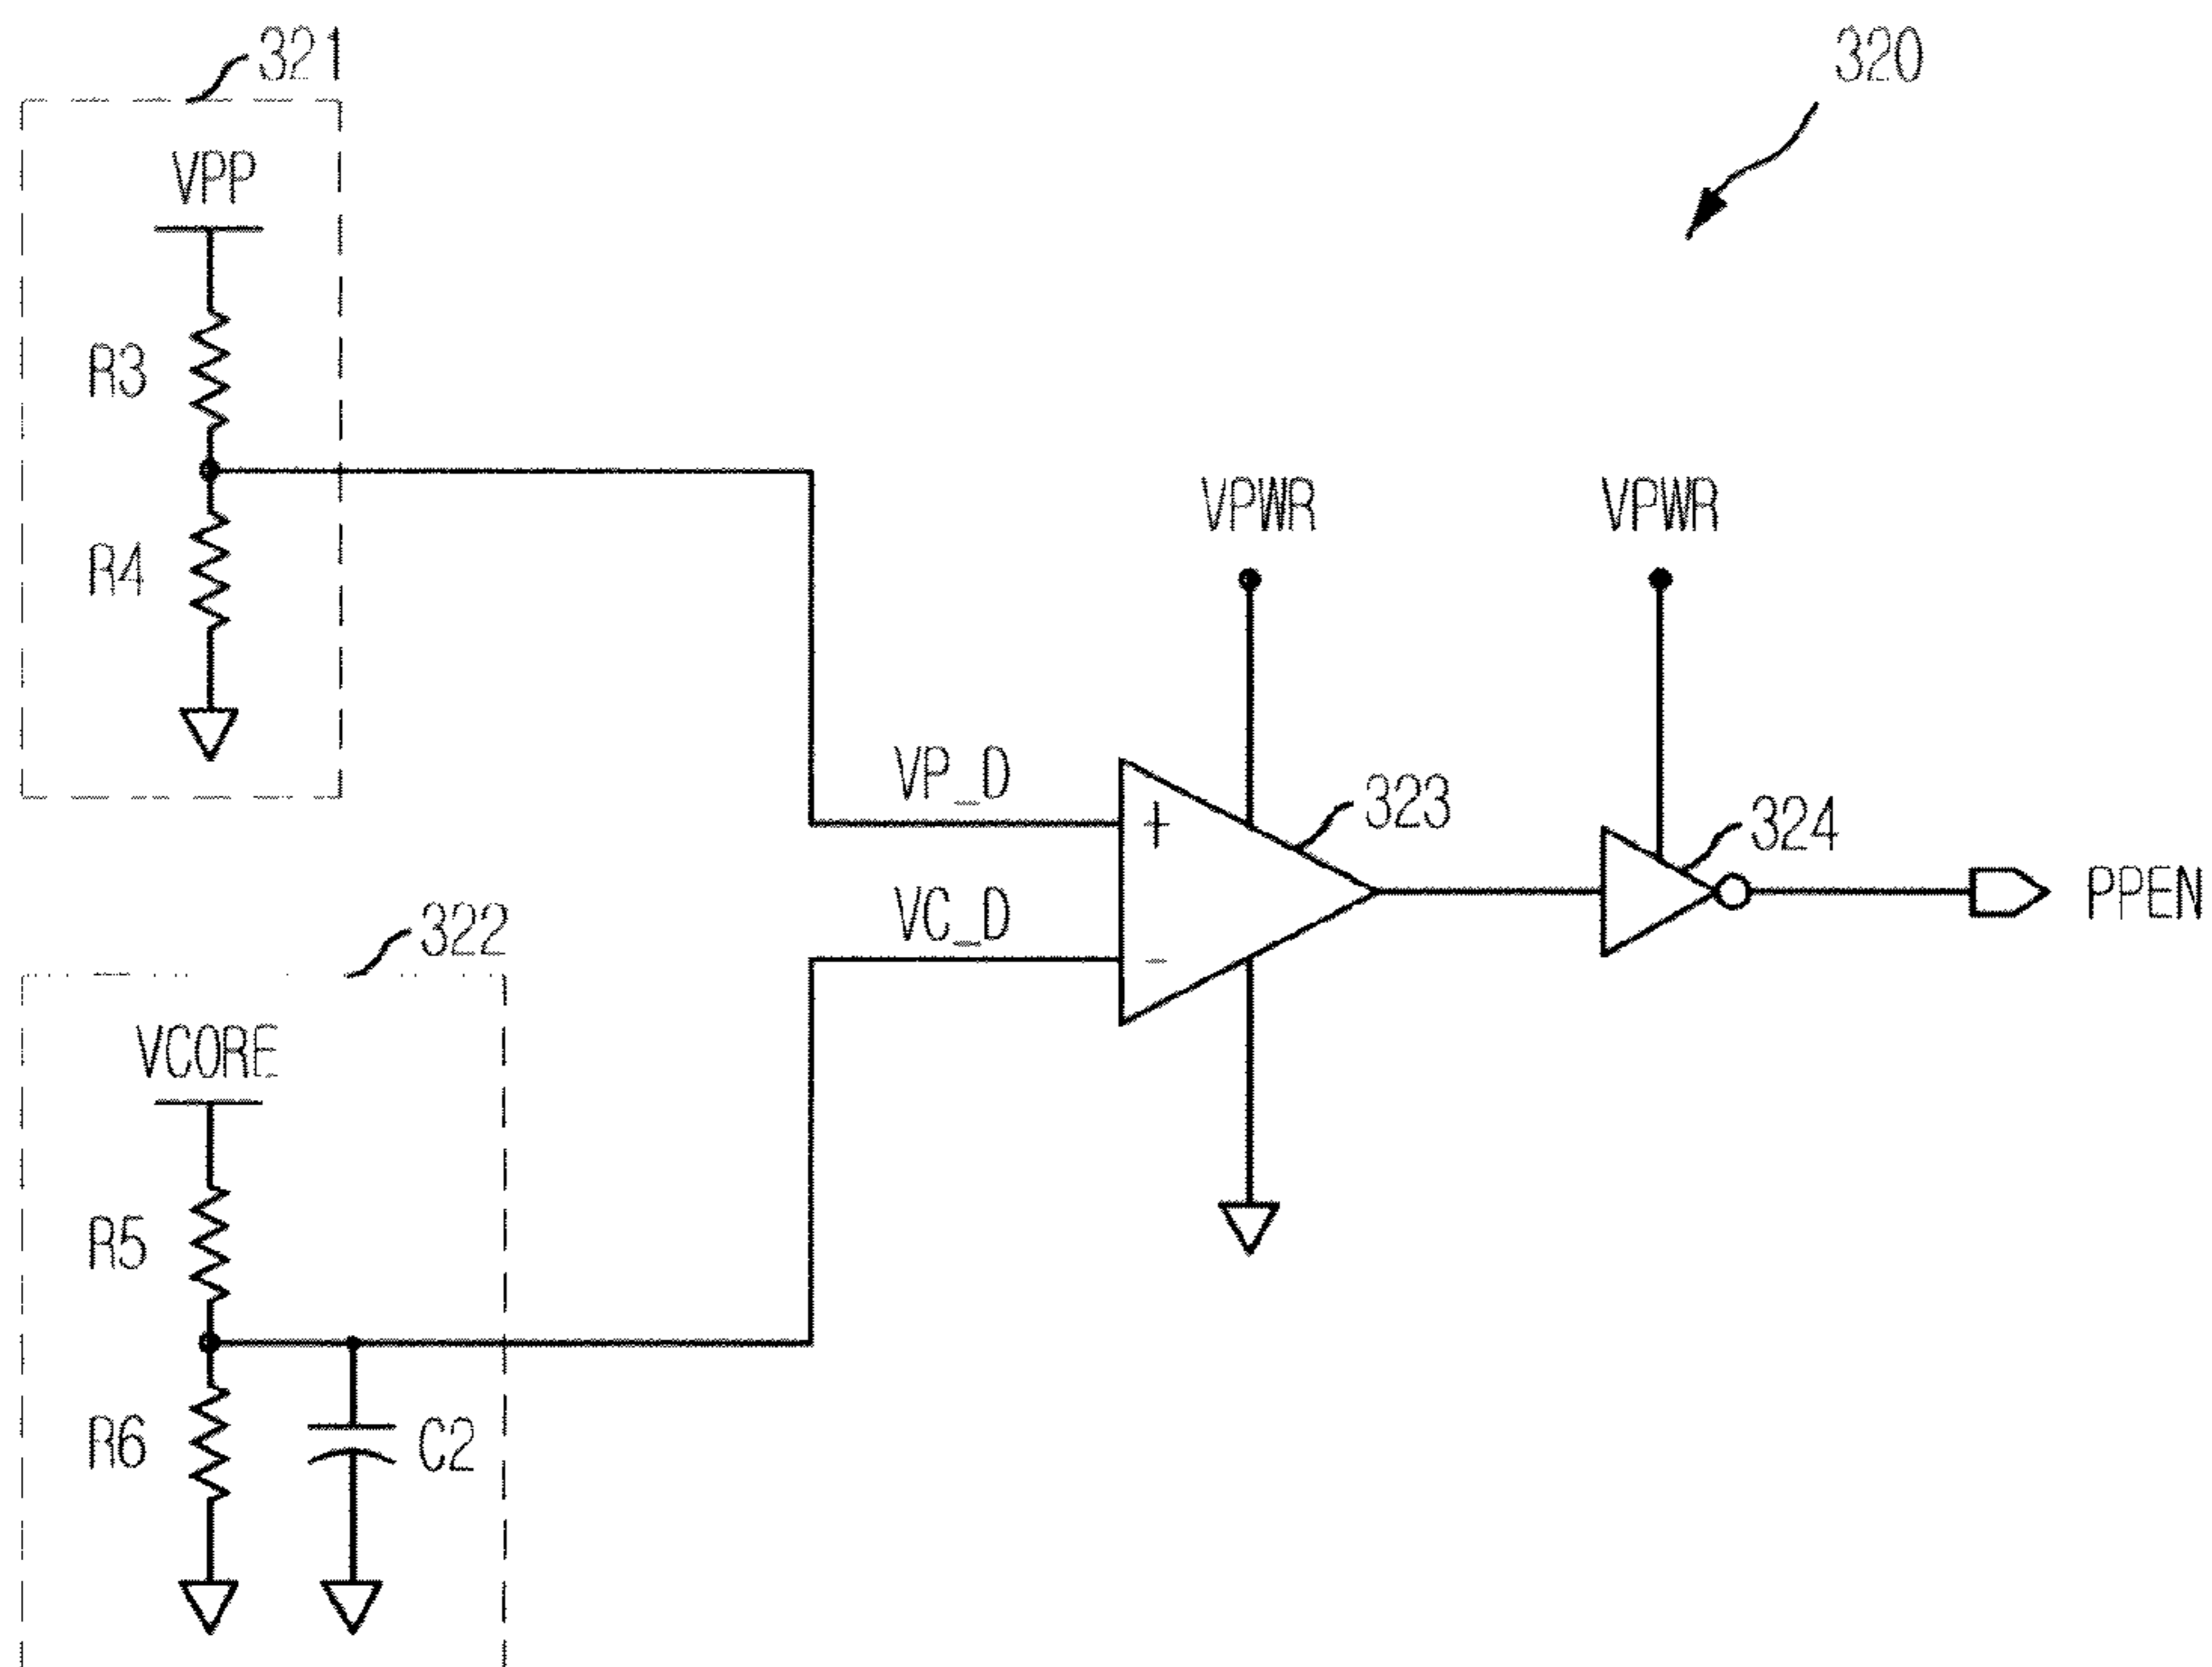 321
320
VPP
R3
R4
VPWR
VPWR
VP_D
+
323
324
VC_D
-
PPEN
322
VCORE
R5
R6
C2